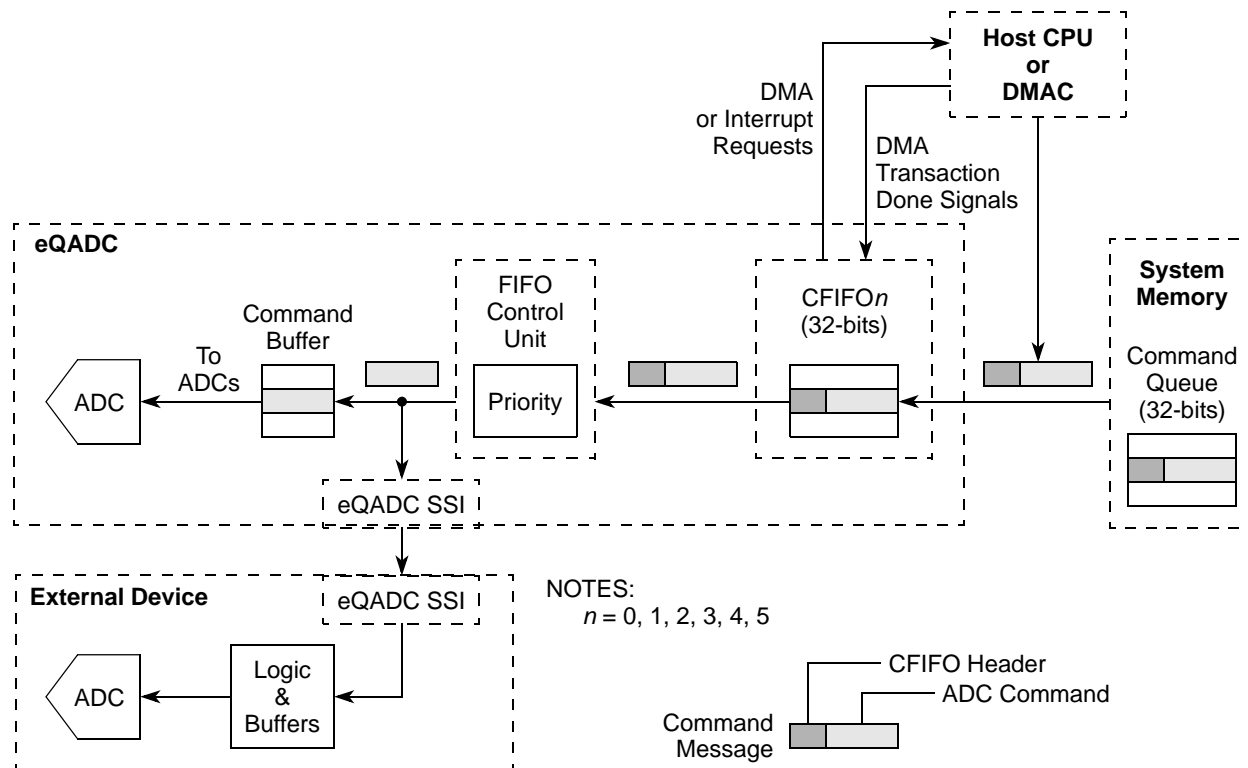 Host CPU
or
DMAC
DMA
or Interrupt
Requests
DMA
Transaction
Done Signals
eQADC
FIFO
Control
Unit
Priority
CFIFOn
(32-bits)
System
Memory
Command
Queue
(32-bits)
Command
Buffer
To
ADCs
ADC
eQADC SSI
External Device
eQADC SSI
Logic
&
Buffers
ADC
NOTES:
n = 0, 1, 2, 3, 4, 5
CFIFO Header
ADC Command
Command
Message